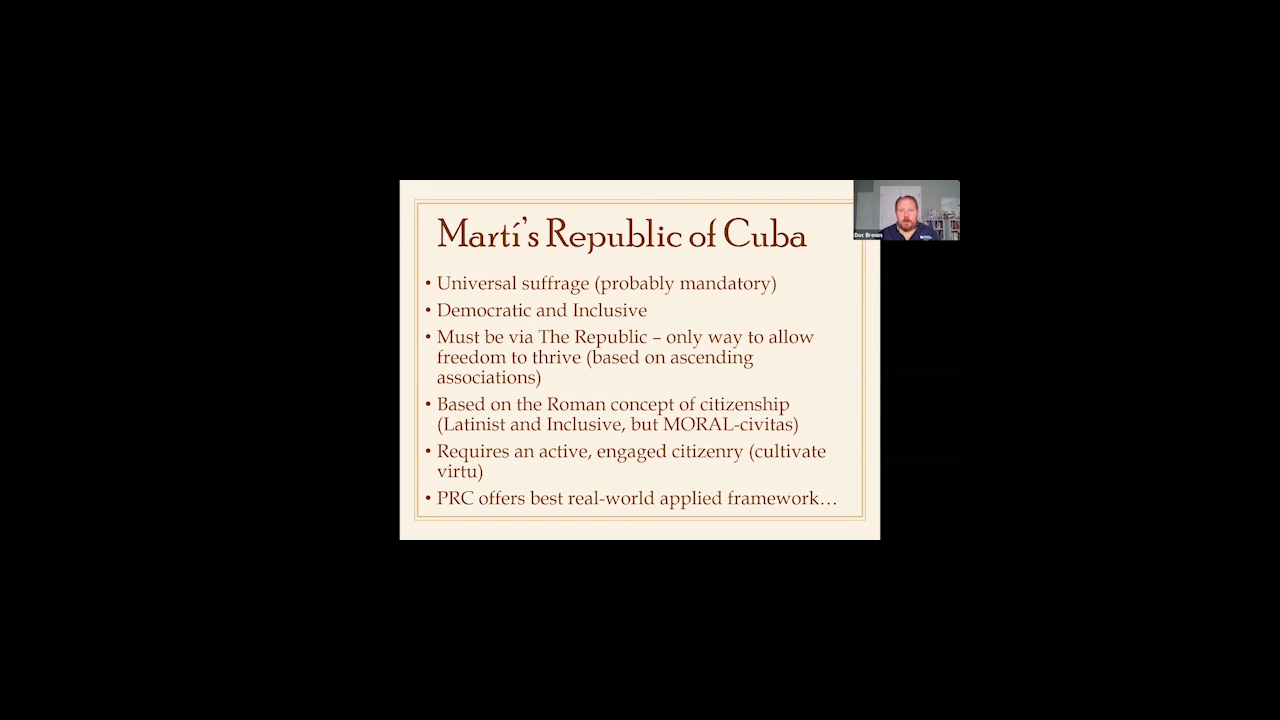 Martí's Republic of Cuba
• Universal suffrage (probably mandatory)
• Democratic and Inclusive
• Must be via The Republic – only way to allow
freedom to thrive (based on ascending
associations)
• Based on the Roman concept of citizenship
(Latinist and Inclusive, but MORAL-civitas)
• Requires an active, engaged citizenry (cultivate
virtu)
• PRC offers best real-world applied framework…
Doc Brown